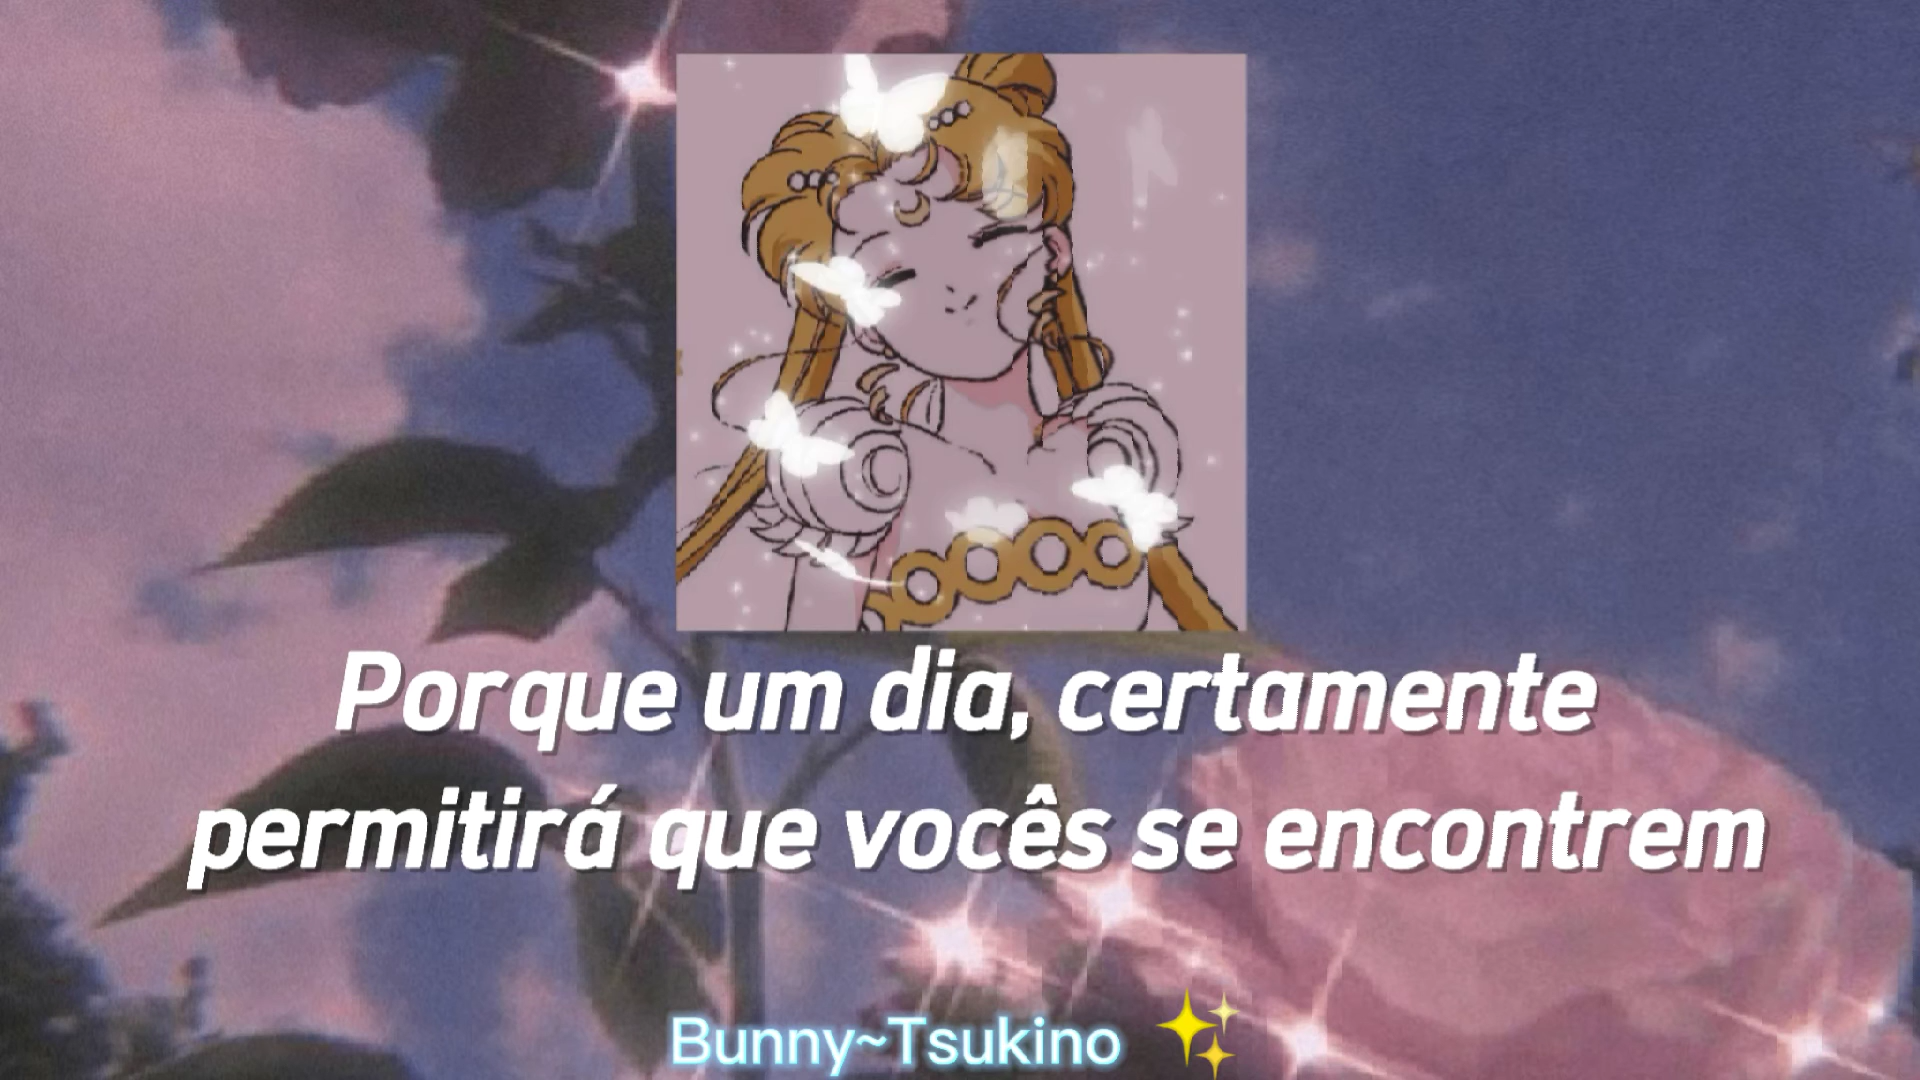 Porque um dia, certamente
permitirá que vocês se encontrem
Bunny~Tsukino ✨